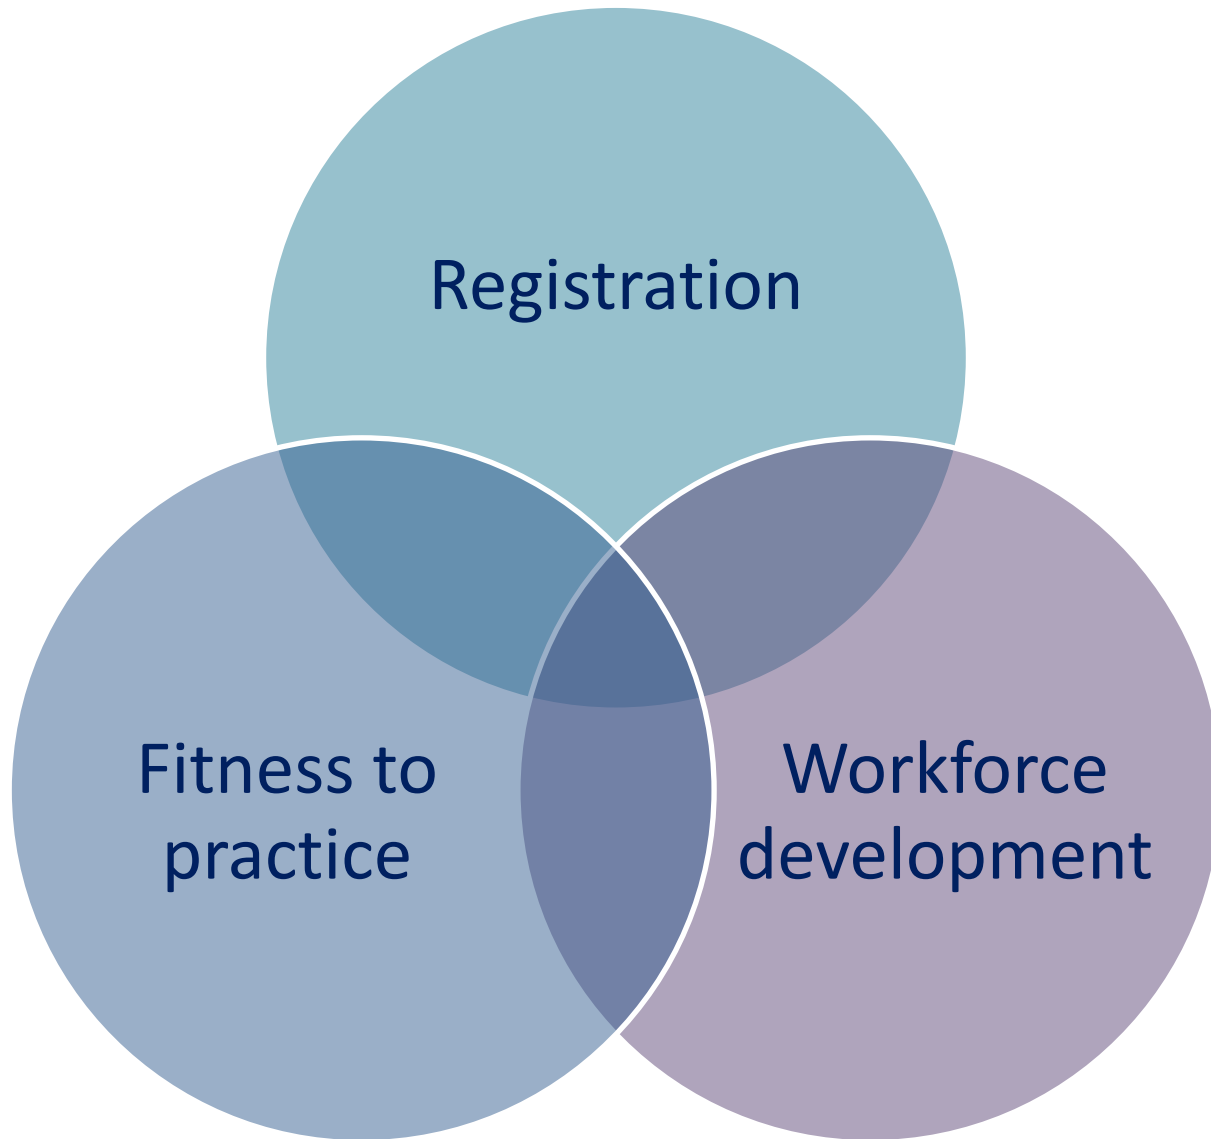 Registration
Fitness to
practice
Workforce
development